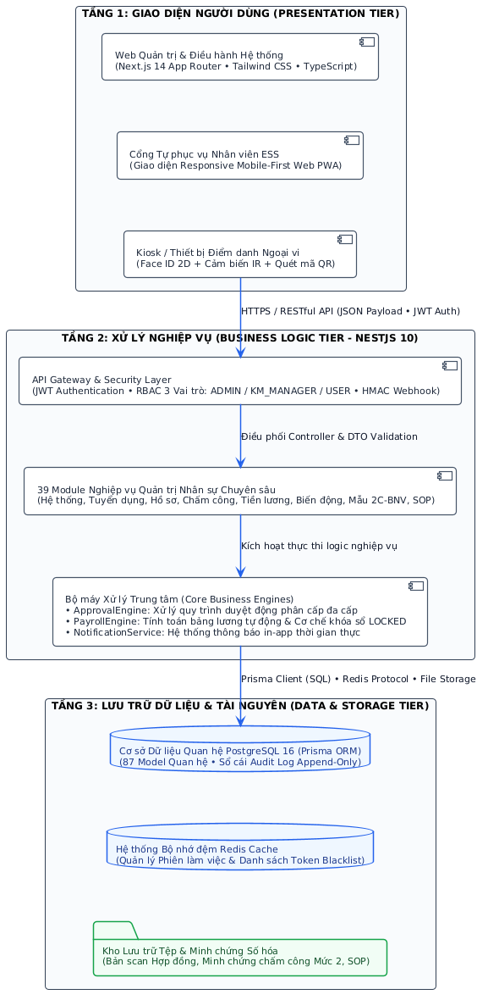 TẦNG 1: GIAO DIỆN NGƯỜI DÙNG (PRESENTATION TIER)
Web Quản trị & Điều hành Hệ thống
(Next.js 14 App Router • Tailwind CSS • TypeScript)
Cổng Tự phục vụ Nhân viên ESS
(Giao diện Responsive Mobile-First Web PWA)
Kiosk / Thiết bị Điểm danh Ngoại vi
(Face ID 2D + Cảm biến IR + Quét mã QR)
HTTPS / RESTful API (JSON Payload • JWT Auth)
TẦNG 2: XỬ LÝ NGHIỆP VỤ (BUSINESS LOGIC TIER - NESTJS 10)
API Gateway & Security Layer
(JWT Authentication • RBAC 3 Vai trò: ADMIN / KM_MANAGER / USER • HMAC Webhook)
Điều phối Controller & DTO Validation
39 Module Nghiệp vụ Quản trị Nhân sự Chuyên sâu
(Hệ thống, Tuyển dụng, Hồ sơ, Chấm công, Tiền lương, Biến động, Mẫu 2C-BNV, SOP)
Kích hoạt thực thi logic nghiệp vụ
Bộ máy Xử lý Trung tâm (Core Business Engines)
• ApprovalEngine: Xử lý quy trình duyệt động phân cấp đa cấp
• PayrollEngine: Tính toán bảng lương tự động & Cơ chế khóa sổ LOCKED
• NotificationService: Hệ thống thông báo in-app thời gian thực
Prisma Client (SQL) • Redis Protocol • File Storage
TẦNG 3: LƯU TRỮ DỮ LIỆU & TÀI NGUYÊN (DATA & STORAGE TIER)
Cơ sở Dữ liệu Quan hệ PostgreSQL 16 (Prisma ORM)
(87 Model Quan hệ • Sổ cái Audit Log Append-Only)
Hệ thống Bộ nhớ đệm Redis Cache
(Quản lý Phiên làm việc & Danh sách Token Blacklist)
Kho Lưu trữ Tệp & Minh chứng Số hóa
(Bản scan Hợp đồng, Minh chứng chấm công Mức 2, SOP)